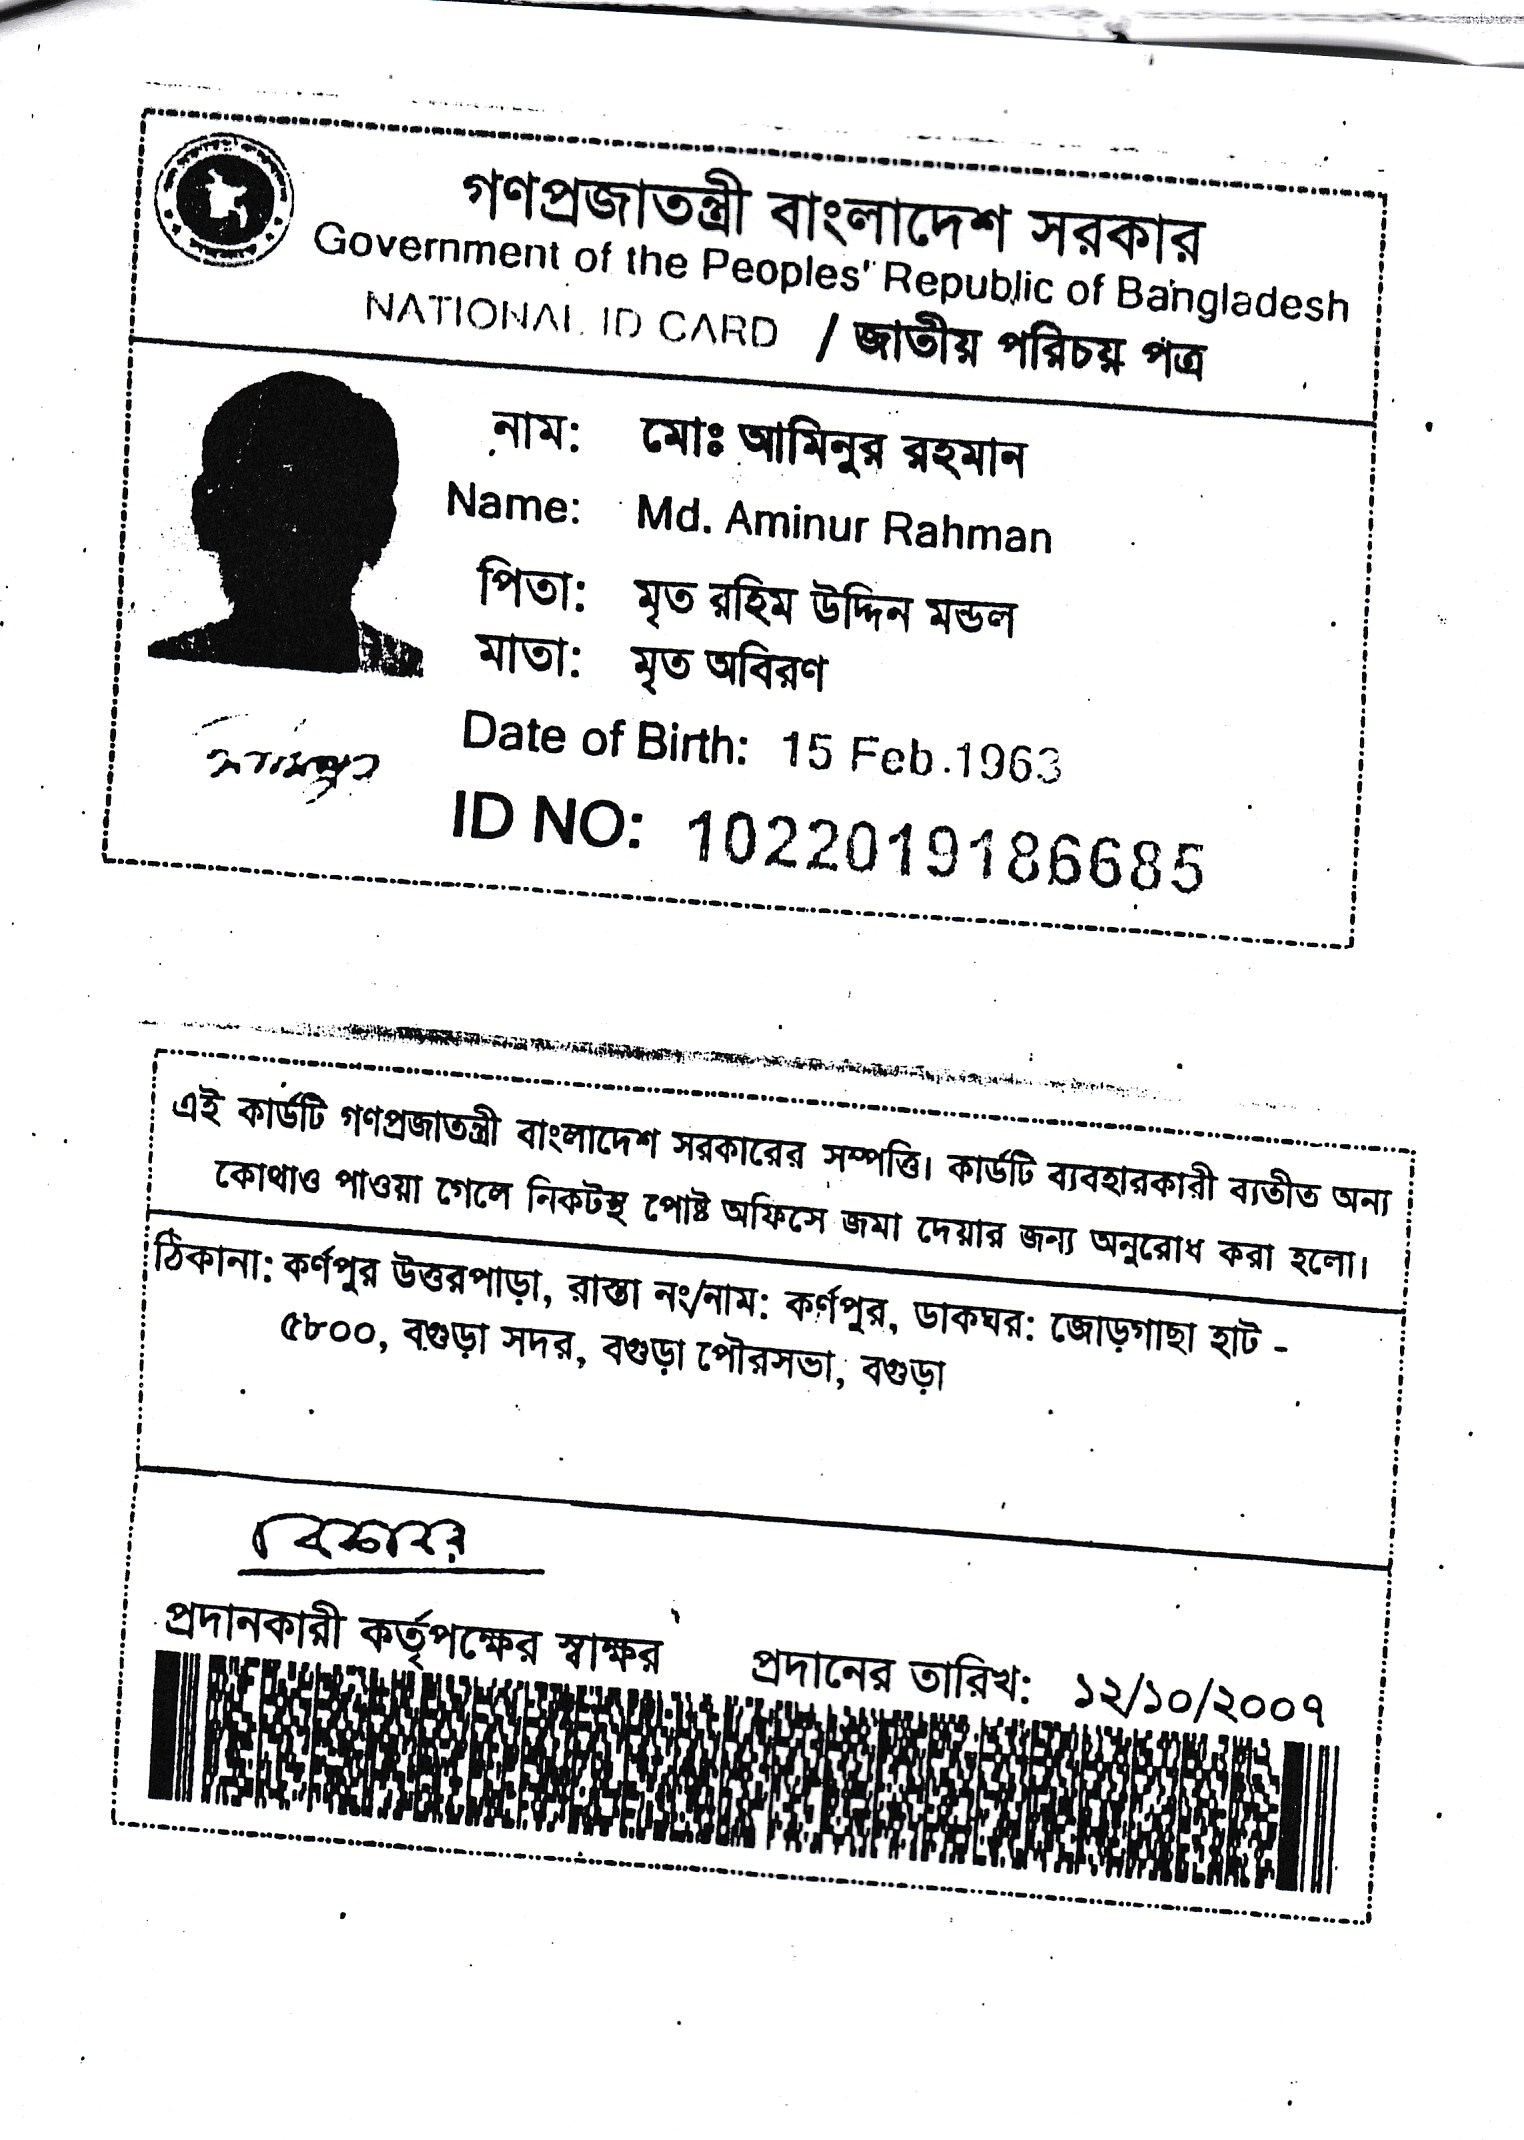 গণপ্রজাতন্ত্রী বাংলাদেশ সরকার
Government of the Peoples' Republic of Bangladesh
NATIONAL ID CARD / জাতীয় পরিচয় পত্র
নাম: মোঃ আমিনুর রহমান
Name: Md. Aminur Rahman
পিতা: মৃত রহিম উদ্দিন মন্ডল
মাতা: মৃত অবিরণ
Date of Birth: 15 Feb 1963
ID NO: 1022019186685
এই কার্ডটি গণপ্রজাতন্ত্রী বাংলাদেশ সরকারের সম্পত্তি। কার্ডটি ব্যবহারকারী ব্যতীত অন্য
কোথাও পাওয়া গেলে নিকটস্থ পোষ্ট অফিসে জমা দেয়ার জন্য অনুরোধ করা হলো।
ঠিকানা: কর্ণপুর উত্তরপাড়া, রাস্তা নং/নাম: কর্ণপুর, ডাকঘর: জোড়গাছা হাট -
৫৮০০, বগুড়া সদর, বগুড়া পৌরসভা, বগুড়া
প্রদানকারী কর্তৃপক্ষের স্বাক্ষর প্রদানের তারিখ: ১২/১০/২০০৭